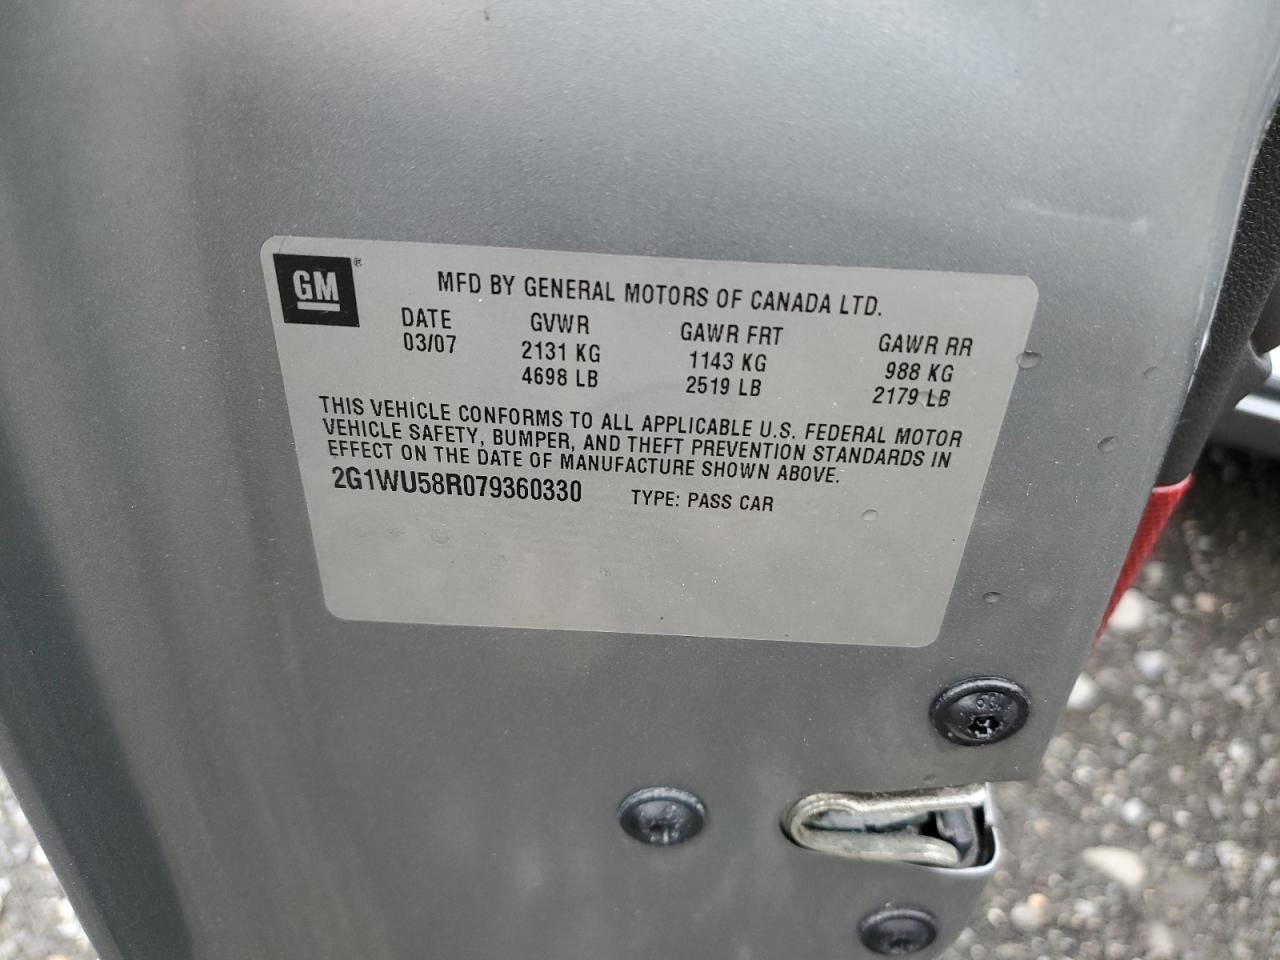 GM®
MFD BY GENERAL MOTORS OF CANADA LTD.
DATE GVWR GAWR FRT GAWR RR
03/07 2131 KG 1143 KG 988 KG
4698 LB 2519 LB 2179 LB
THIS VEHICLE CONFORMS TO ALL APPLICABLE U.S. FEDERAL MOTOR
VEHICLE SAFETY, BUMPER, AND THEFT PREVENTION STANDARDS IN
EFFECT ON THE DATE OF MANUFACTURE SHOWN ABOVE.
2G1WU58R079360330 TYPE: PASS CAR